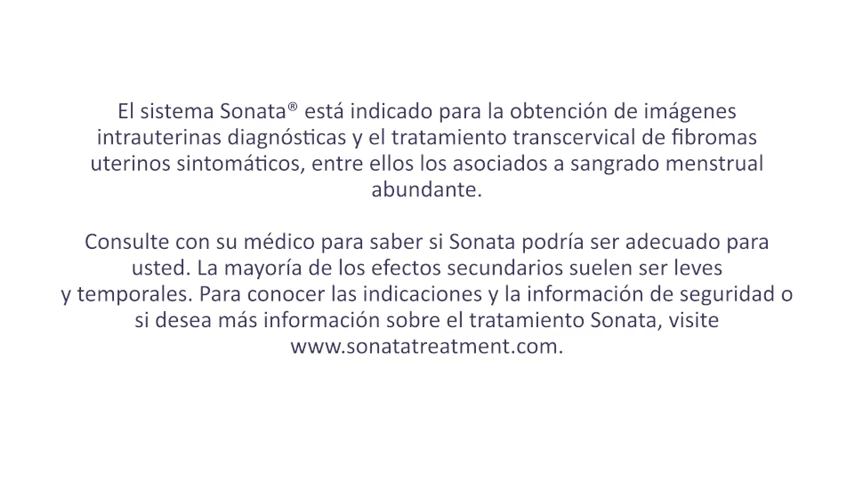 El sistema Sonata® está indicado para la obtención de imágenes
intrauterinas diagnósticas y el tratamiento transcervical de fibromas
uterinos sintomáticos, entre ellos los asociados a sangrado menstrual
abundante.
Consulte con su médico para saber si Sonata podría ser adecuado para
usted. La mayoría de los efectos secundarios suelen ser leves
y temporales. Para conocer las indicaciones y la información de seguridad o
si desea más información sobre el tratamiento Sonata, visite
www.sonatatreatment.com.